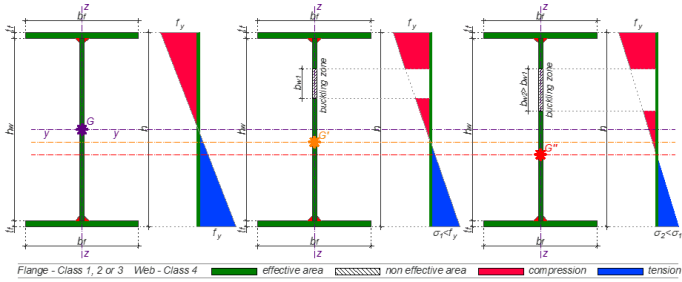 z
bf
tf
hw
G
y
y
tf
bf
z
fy
h
fy
bf
tf
hw
bw1
buckling zone
G'
tf
bf
fy
h
σ1<fy
z
bf
tf
hw
bw2>bw1
buckling zone
G"
tf
bf
z
fy
h
σ2<σ1
Flange - Class 1, 2 or 3 Web - Class 4 effective area non effective area compression tension